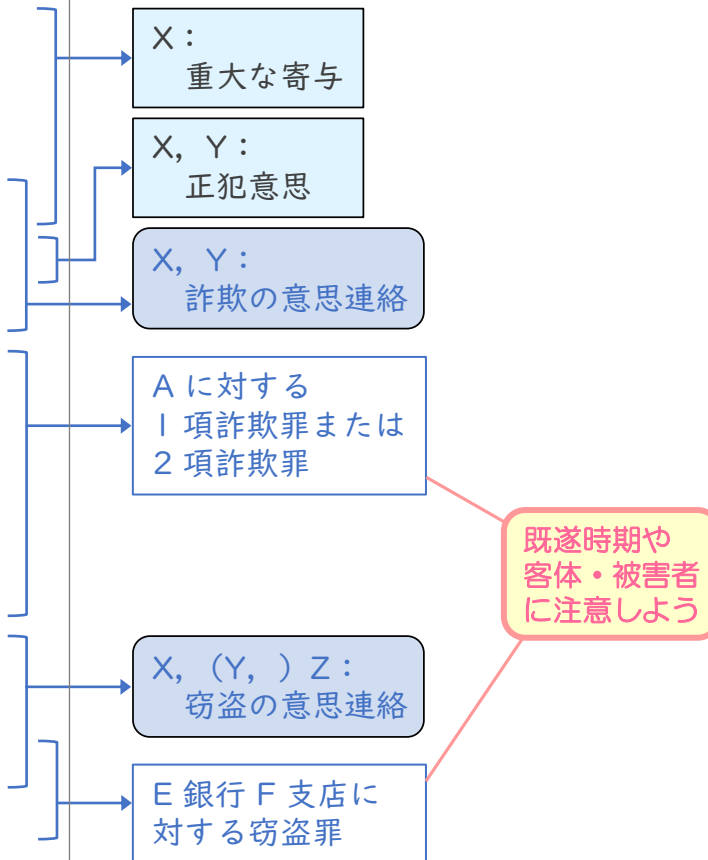 X：
重大な寄与
X，Y：
正犯意思
X，Y：
詐欺の意思連絡
A に対する
1 項詐欺罪または
2 項詐欺罪
既遂時期や
客体・被害者
に注意しよう
X，（Y，）Z：
窃盗の意思連絡
E 銀行 F 支店に
対する窃盗罪